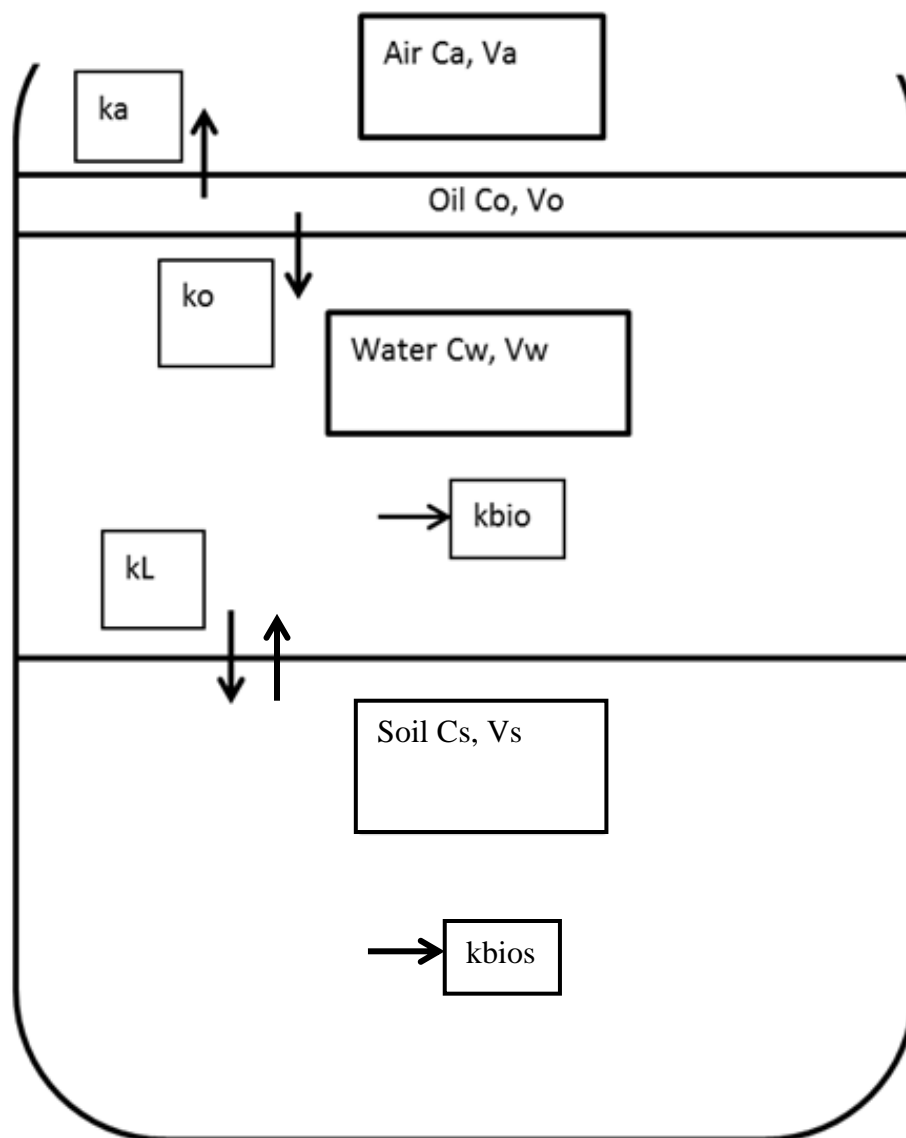 Air Ca, Va
ka
Oil Co, Vo
ko
Water Cw, Vw
kbio
kL
Soil Cs, Vs
kbios